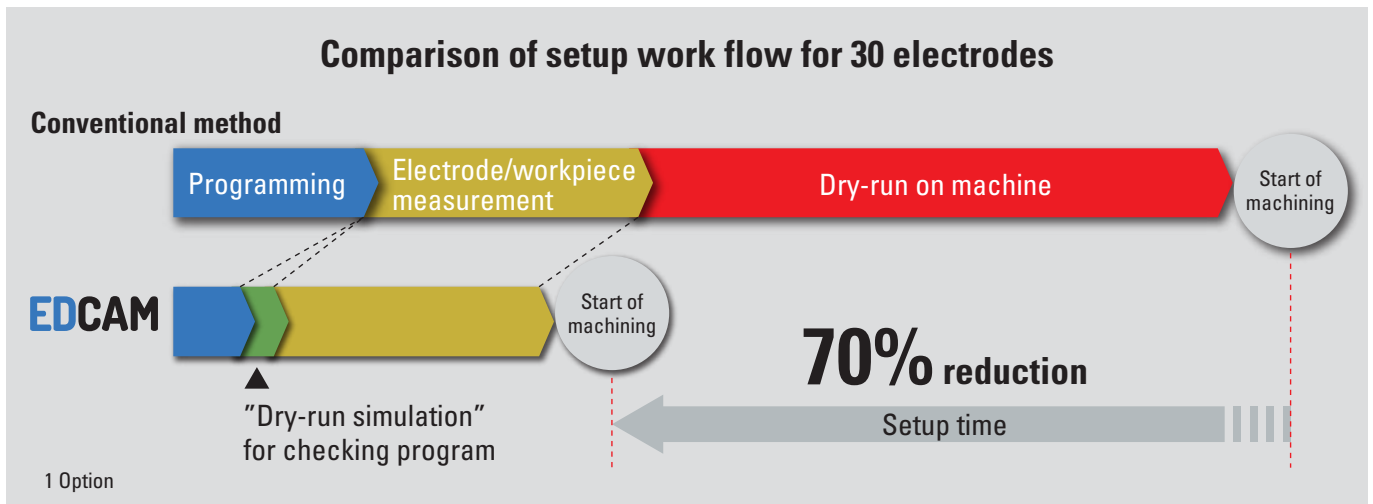 Comparison of setup work flow for 30 electrodes
Conventional method
Programming
Electrode/workpiece
measurement
Dry-run on machine
Start of
machining
EDCAM
Start of
machining
70% reduction
Setup time
”Dry-run simulation”
for checking program
1 Option